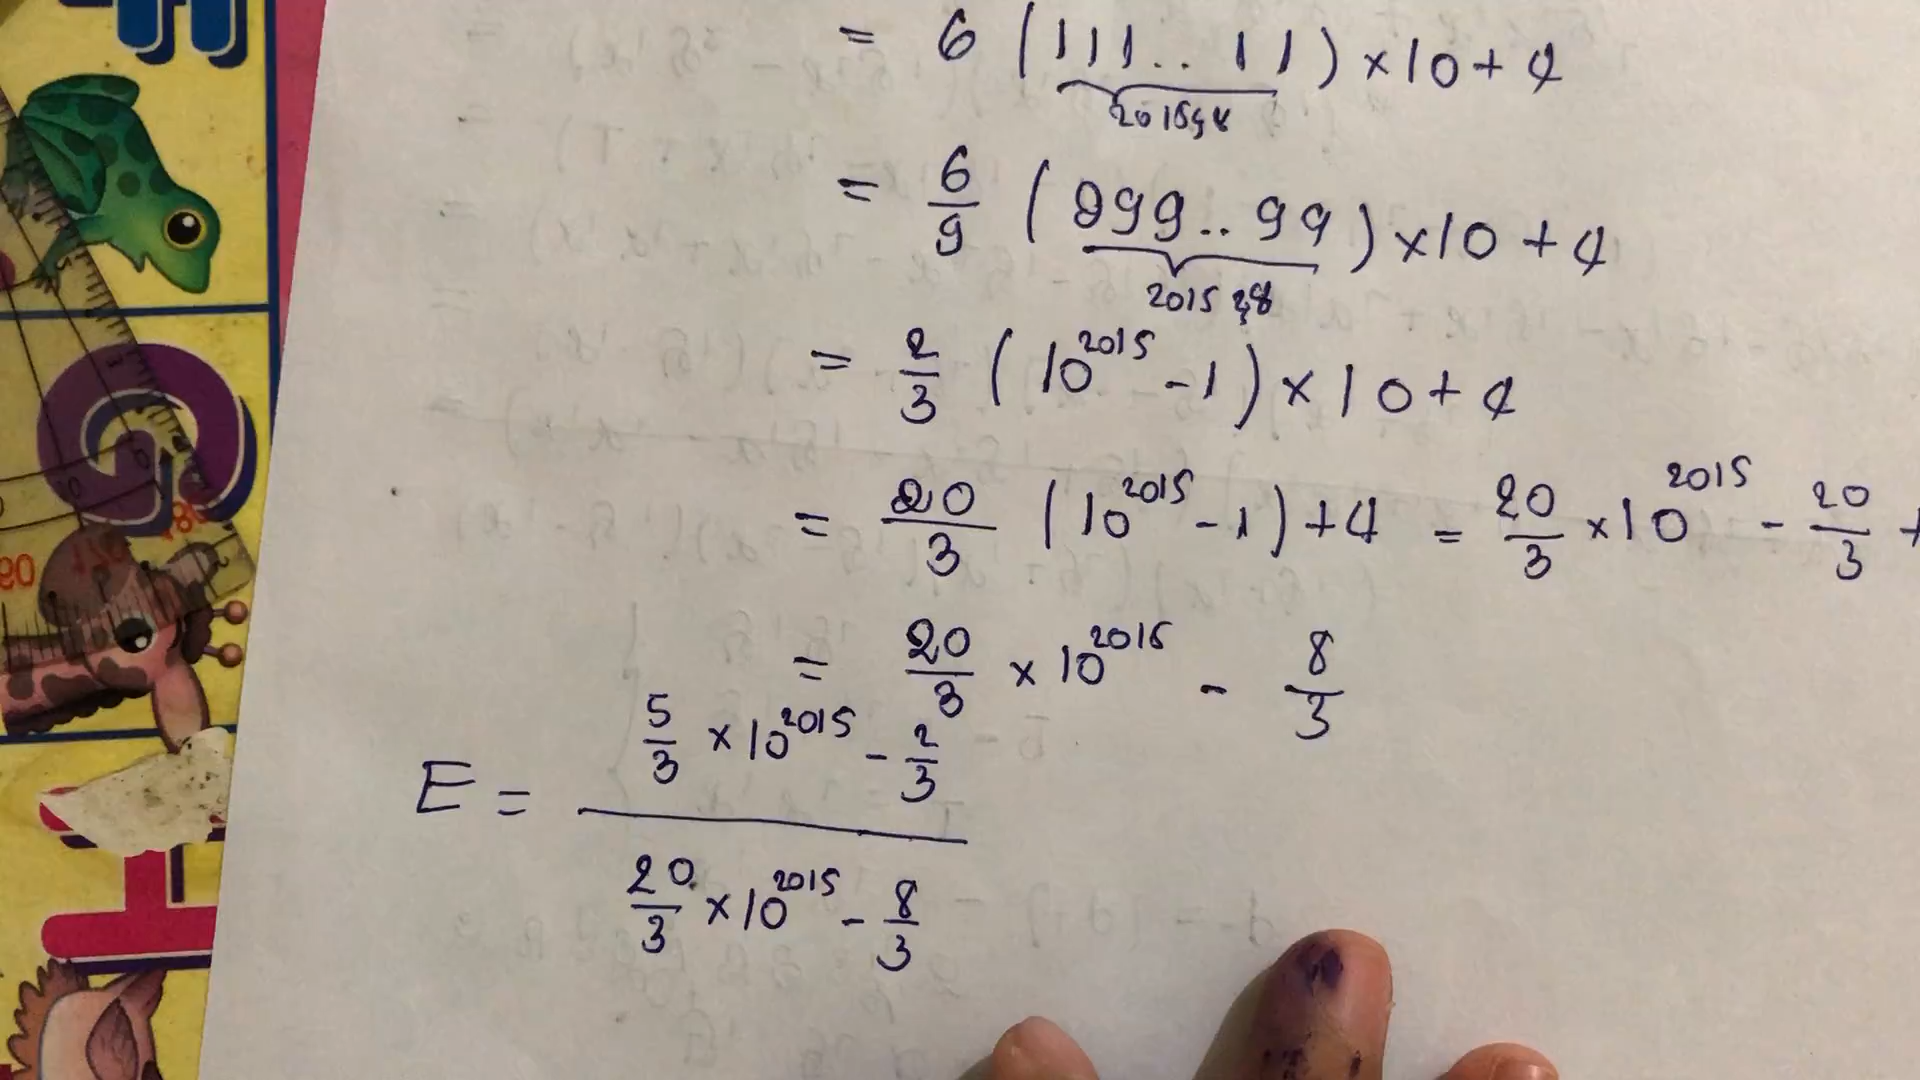 = 6 (111..11) × 10 + 4
= 6/9 (999..99) × 10 + 4
2015
= 2/3 (10^2015 - 1) × 10 + 4
= 20/3 (10^2015 - 1) + 4 = 20/3 × 10^2015 - 20/3 +
= 20/3 × 10^2015 - 8/3
E = (5/3 × 10^2015 - 2/3) / (20/3 × 10^2015 - 8/3)